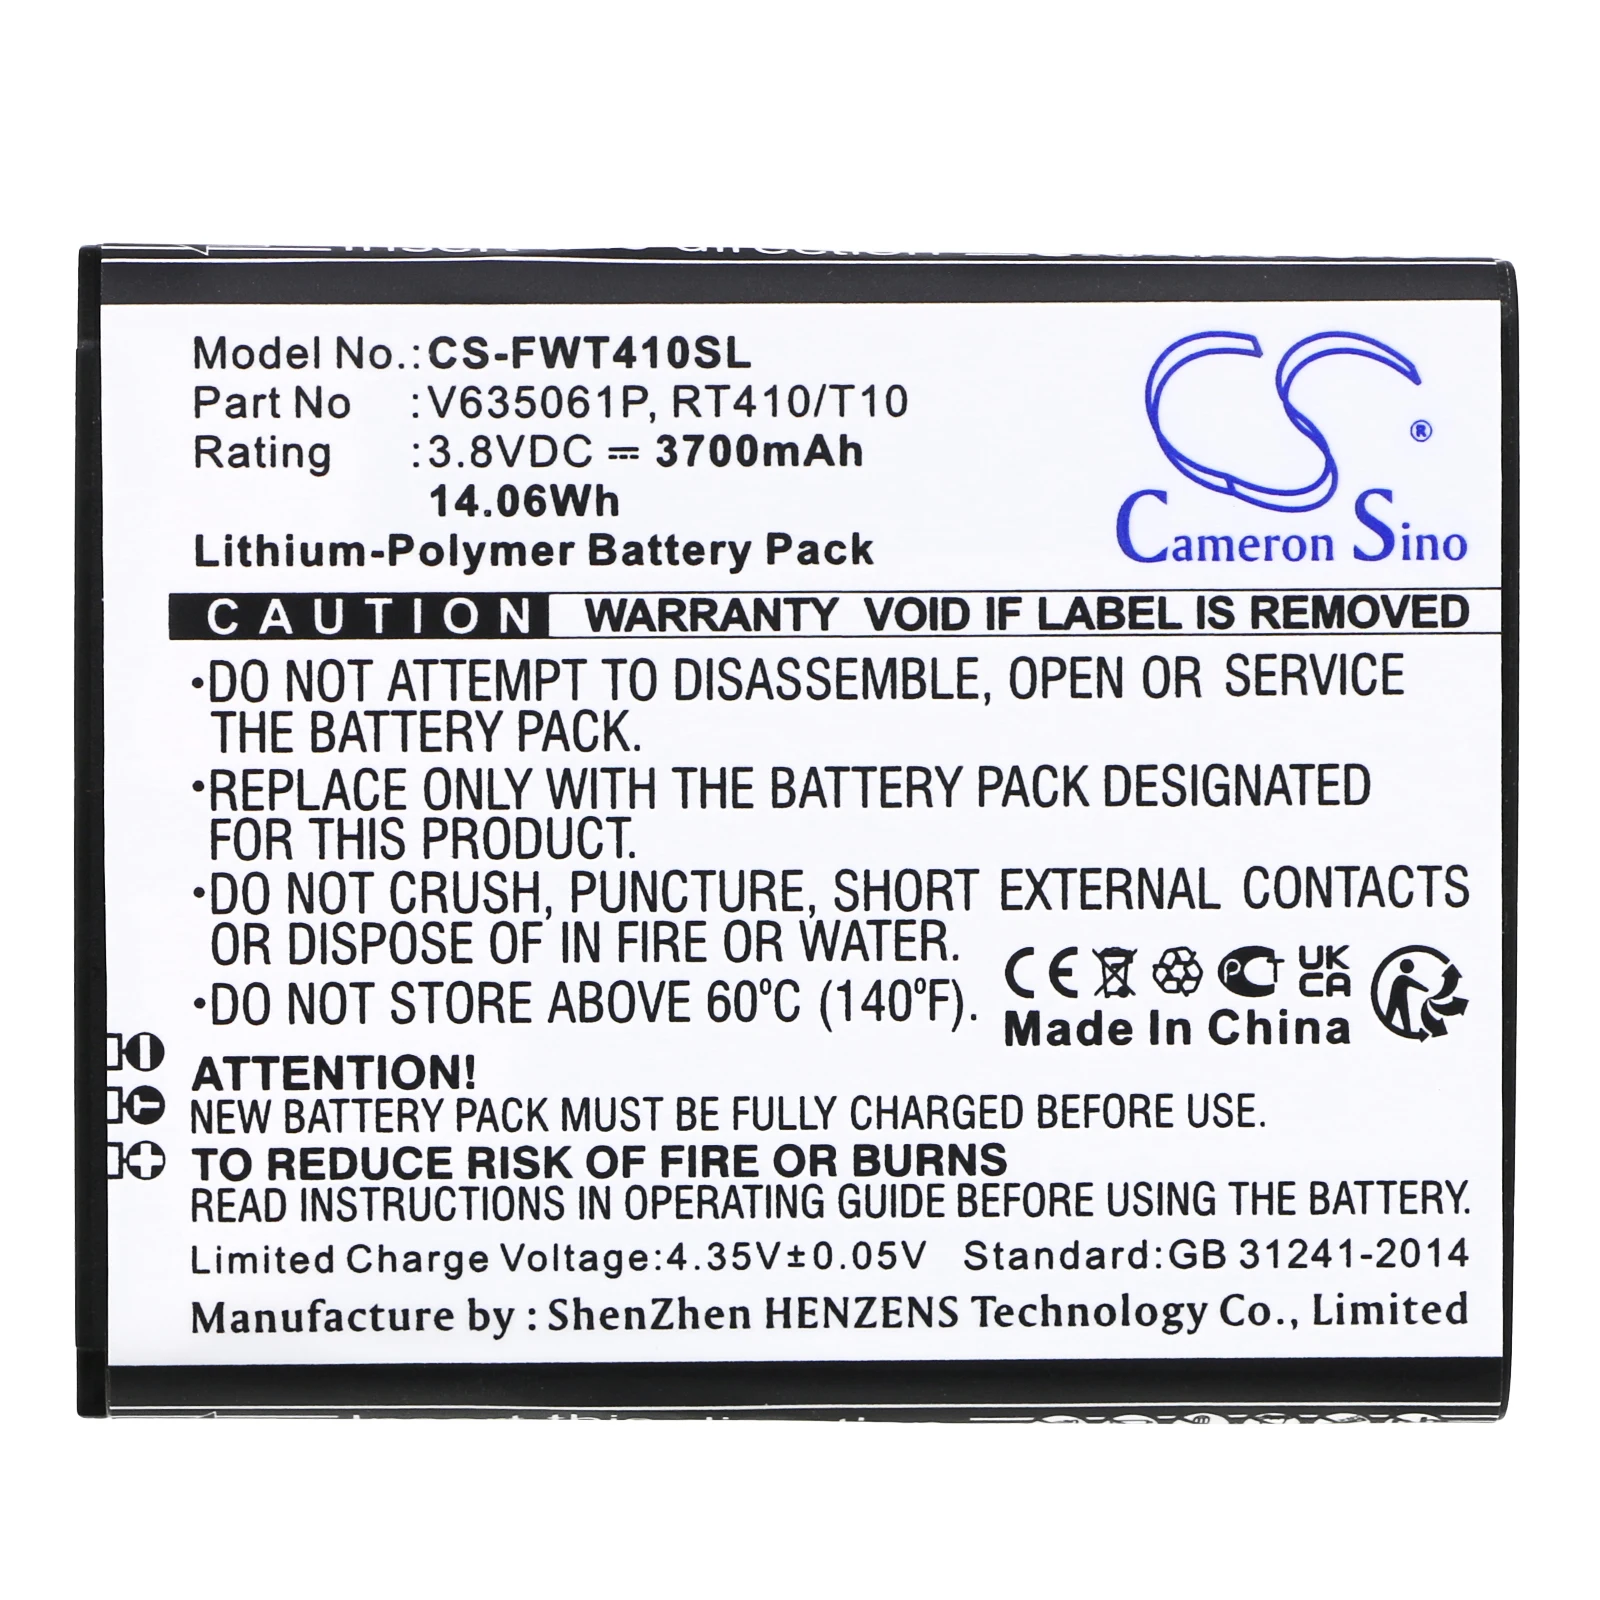 Model No.:CS-FWT410SL
Part No :V635061P, RT410/T10
Rating :3.8VDC ⎓ 3700mAh
14.06Wh
Lithium-Polymer Battery Pack
CS
®
Cameron Sino
CAUTION WARRANTY VOID IF LABEL IS REMOVED
•DO NOT ATTEMPT TO DISASSEMBLE, OPEN OR SERVICE
THE BATTERY PACK.
•REPLACE ONLY WITH THE BATTERY PACK DESIGNATED
FOR THIS PRODUCT.
•DO NOT CRUSH, PUNCTURE, SHORT EXTERNAL CONTACTS
OR DISPOSE OF IN FIRE OR WATER.
•DO NOT STORE ABOVE 60°C (140°F).
CE PCT UK
CA
Made In China
ATTENTION!
NEW BATTERY PACK MUST BE FULLY CHARGED BEFORE USE.
TO REDUCE RISK OF FIRE OR BURNS
READ INSTRUCTIONS IN OPERATING GUIDE BEFORE USING THE BATTERY.
Limited Charge Voltage:4.35V±0.05V Standard:GB 31241-2014
Manufacture by : ShenZhen HENZENS Technology Co., Limited
Insert this direction